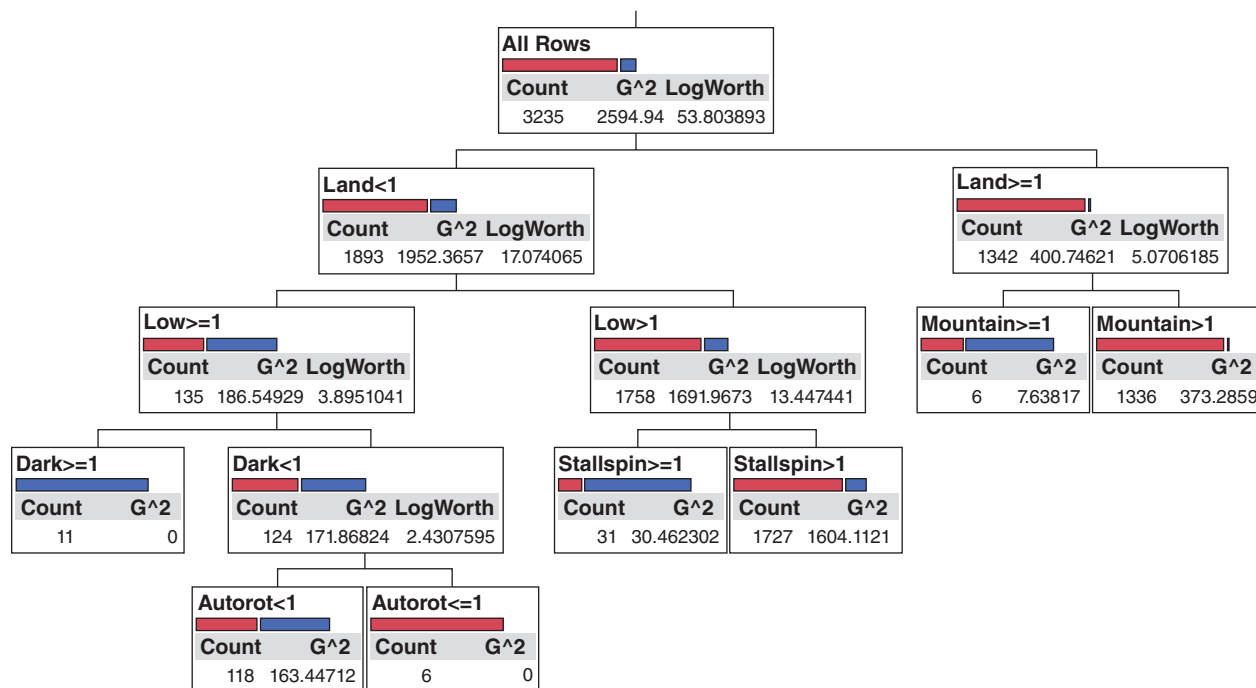 All Rows
Count G^2 LogWorth
3235 2594.94 53.803893
Land<1
Count G^2 LogWorth
1893 1952.3657 17.074065
Land>=1
Count G^2 LogWorth
1342 400.74621 5.0706185
Low>=1
Count G^2 LogWorth
135 186.54929 3.8951041
Low>1
Count G^2 LogWorth
1758 1691.9673 13.447441
Mountain>=1
Count G^2
6 7.63817
Mountain>1
Count G^2
1336 373.2859
Dark>=1
Count G^2
11 0
Dark<1
Count G^2 LogWorth
124 171.86824 2.4307595
Stallspin>=1
Count G^2
31 30.462302
Stallspin>1
Count G^2
1727 1604.1121
Autorot<1
Count G^2
118 163.44712
Autorot<=1
Count G^2
6 0